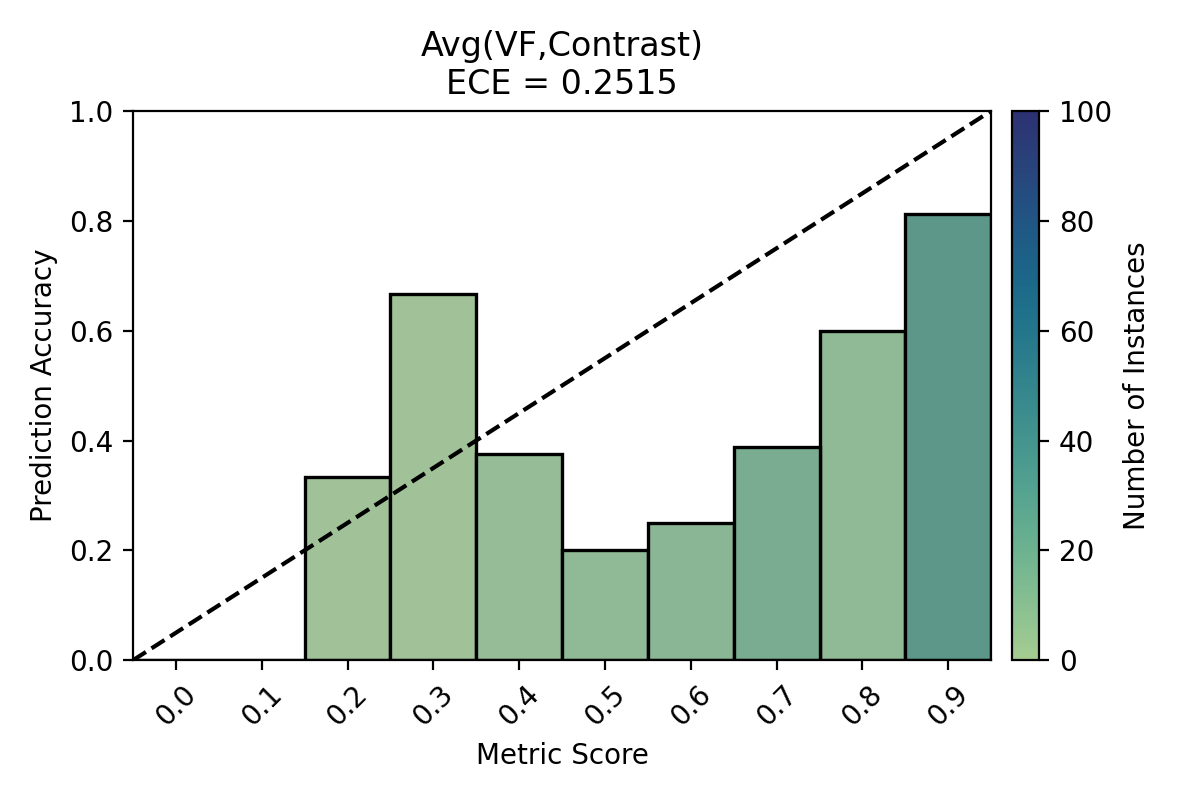 Avg(VF,Contrast)
ECE = 0.2515
Prediction Accuracy
1.0
0.8
0.6
0.4
0.2
0.0
0.0 0.1 0.2 0.3 0.4 0.5 0.6 0.7 0.8 0.9
Metric Score
100
80
60
40
20
0
Number of Instances